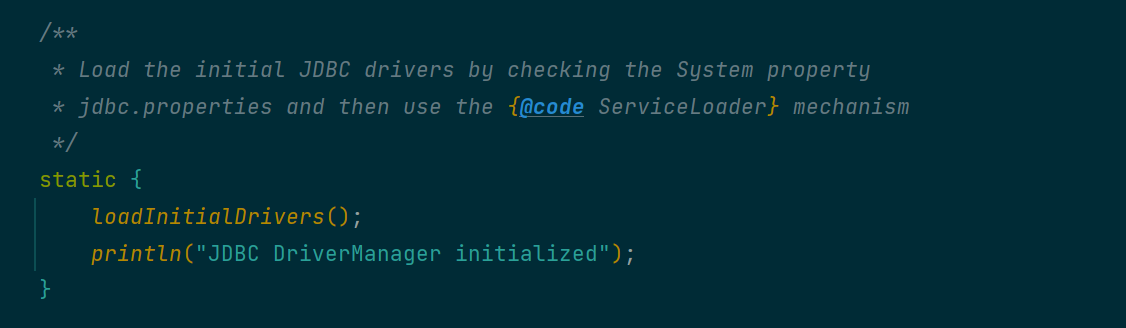 /**
 * Load the initial JDBC drivers by checking the System property
 * jdbc.properties and then use the {@code ServiceLoader} mechanism
 */
static {
    loadInitialDrivers();
    println("JDBC DriverManager initialized");
}